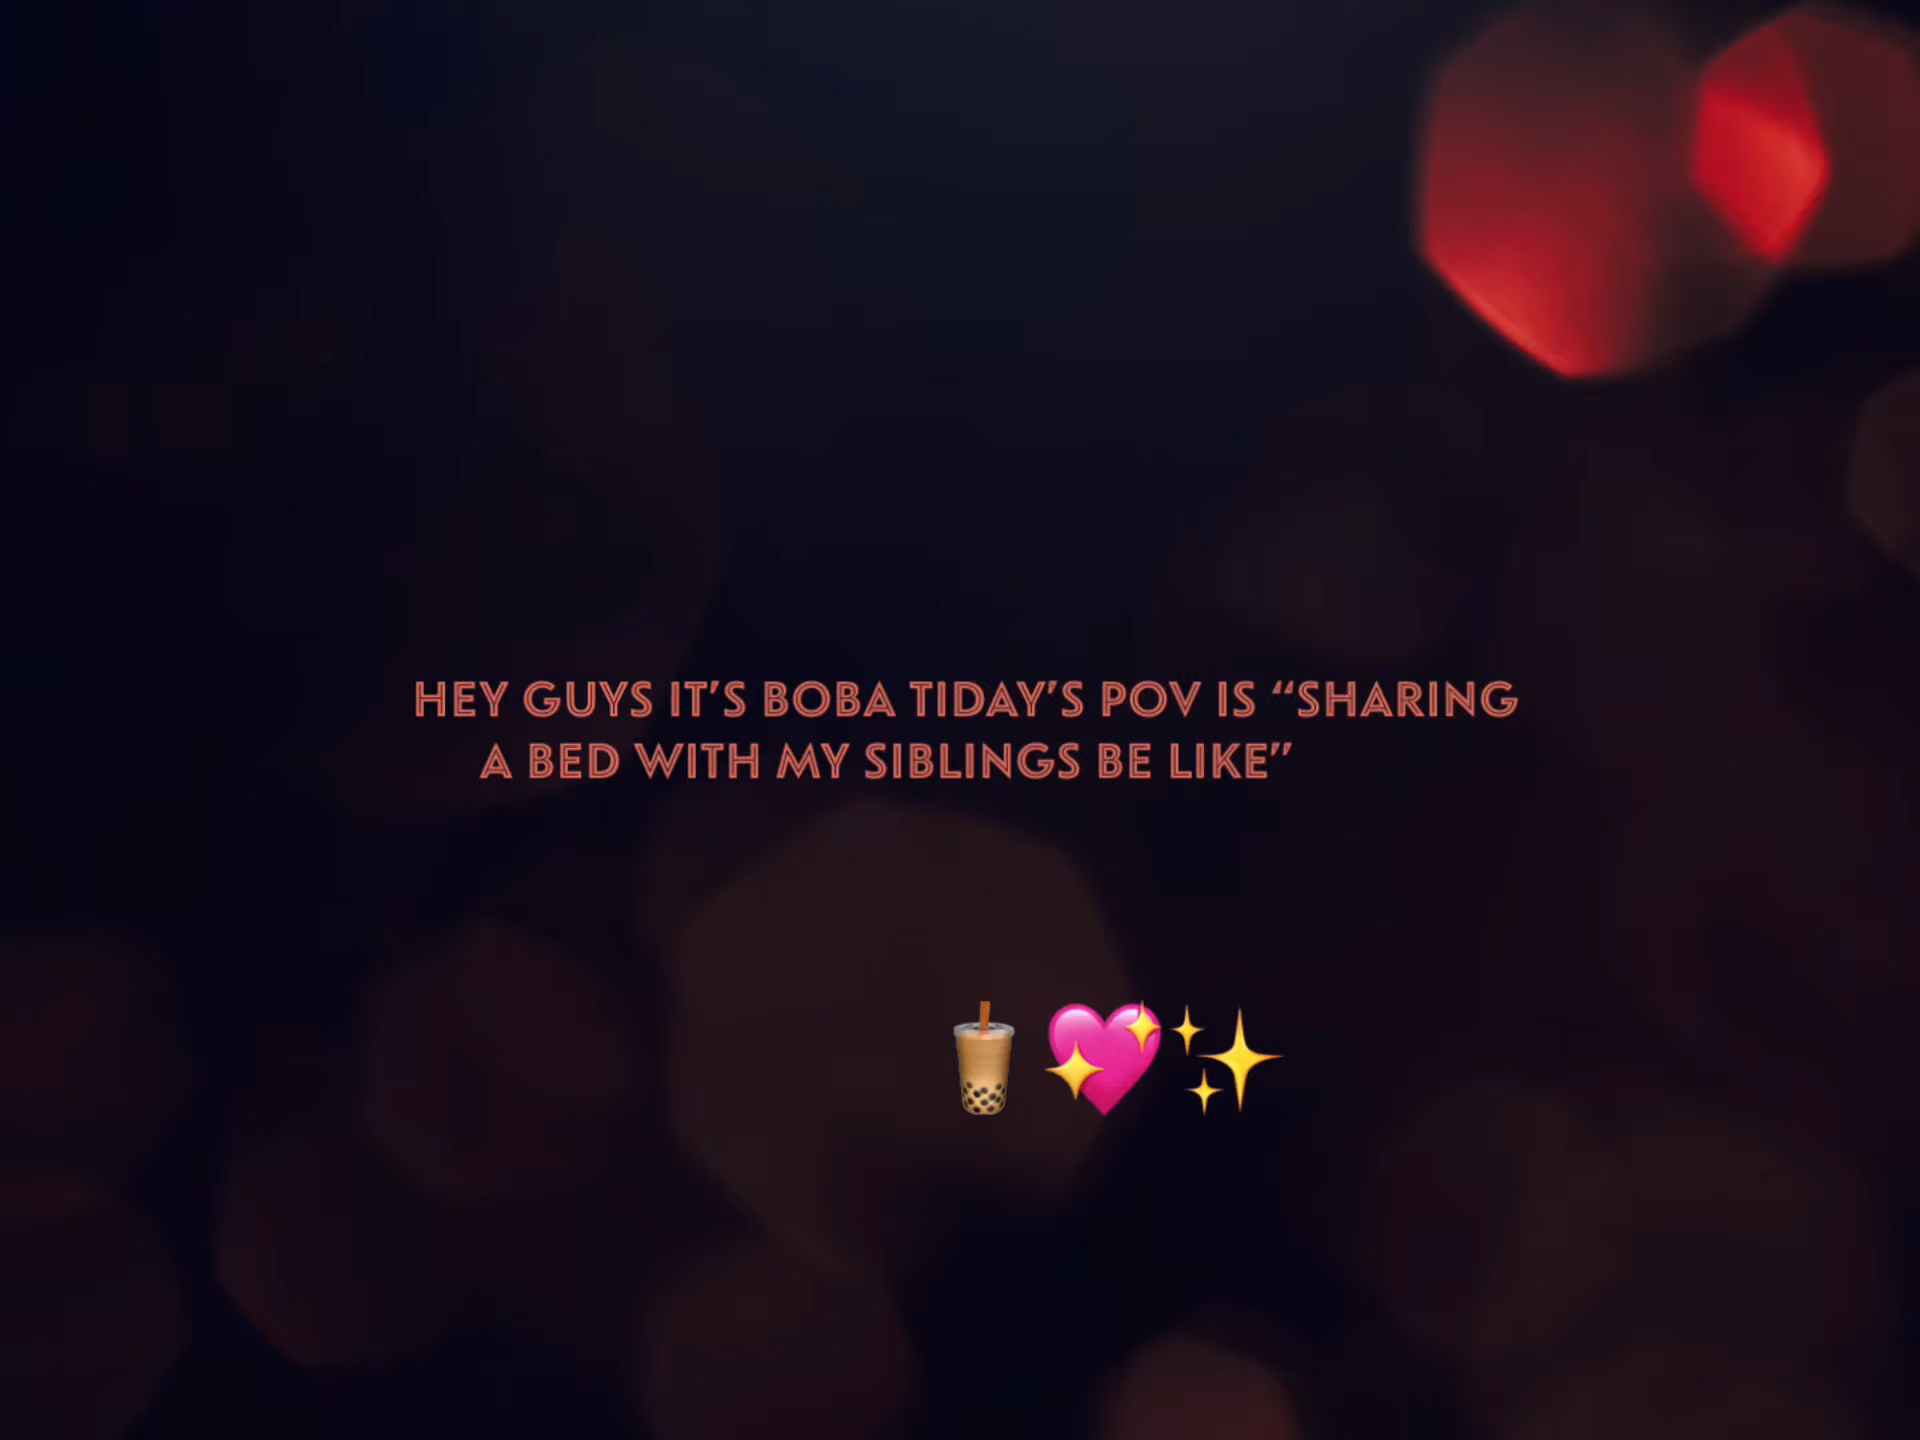 HEY GUYS IT’S BOBA TIDAY’S POV IS “SHARING
A BED WITH MY SIBLINGS BE LIKE”